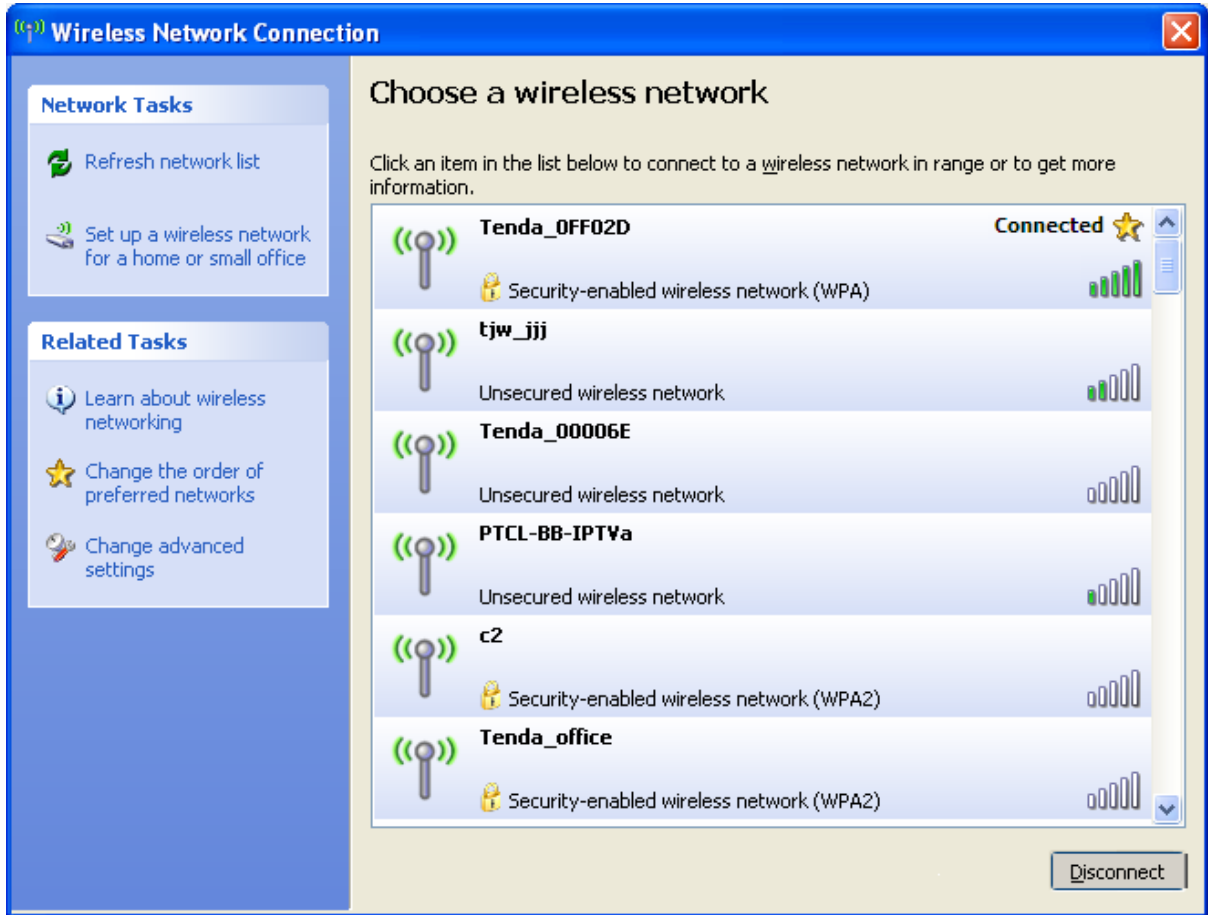 Wireless Network Connection
Network Tasks
Refresh network list
Set up a wireless network
for a home or small office
Related Tasks
Learn about wireless
networking
Change the order of
preferred networks
Change advanced
settings
Choose a wireless network
Click an item in the list below to connect to a wireless network in range or to get more
information.
Tenda_0FF02D Connected
Security-enabled wireless network (WPA)
tjw_jjj
Unsecured wireless network
Tenda_00006E
Unsecured wireless network
PTCL-BB-IPTVa
Unsecured wireless network
c2
Security-enabled wireless network (WPA2)
Tenda_office
Security-enabled wireless network (WPA2)
Disconnect